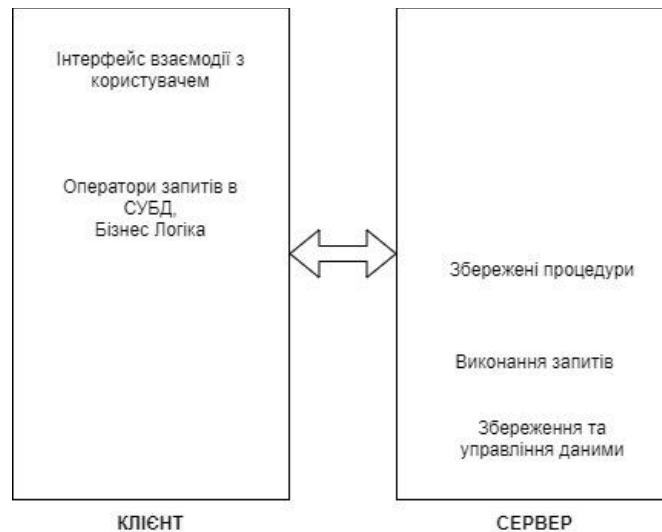 Інтерфейс взаємодії з
користувачем
Оператори запитів в
СУБД,
Бізнес Логіка
Збережені процедури
Виконання запитів
Збереження та
управління даними
КЛІЄНТ
СЕРВЕР